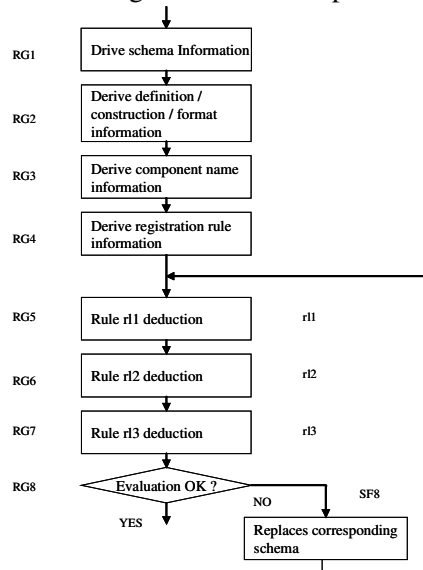 RG1
Drive schema Information
RG2
Derive definition /
construction / format
information
RG3
Derive component name
information
RG4
Derive registration rule
information
RG5
Rule rl1 deduction
rl1
RG6
Rule rl2 deduction
rl2
RG7
Rule rl3 deduction
rl3
RG8
Evaluation OK ?
NO
SF8
YES
Replaces corresponding
schema